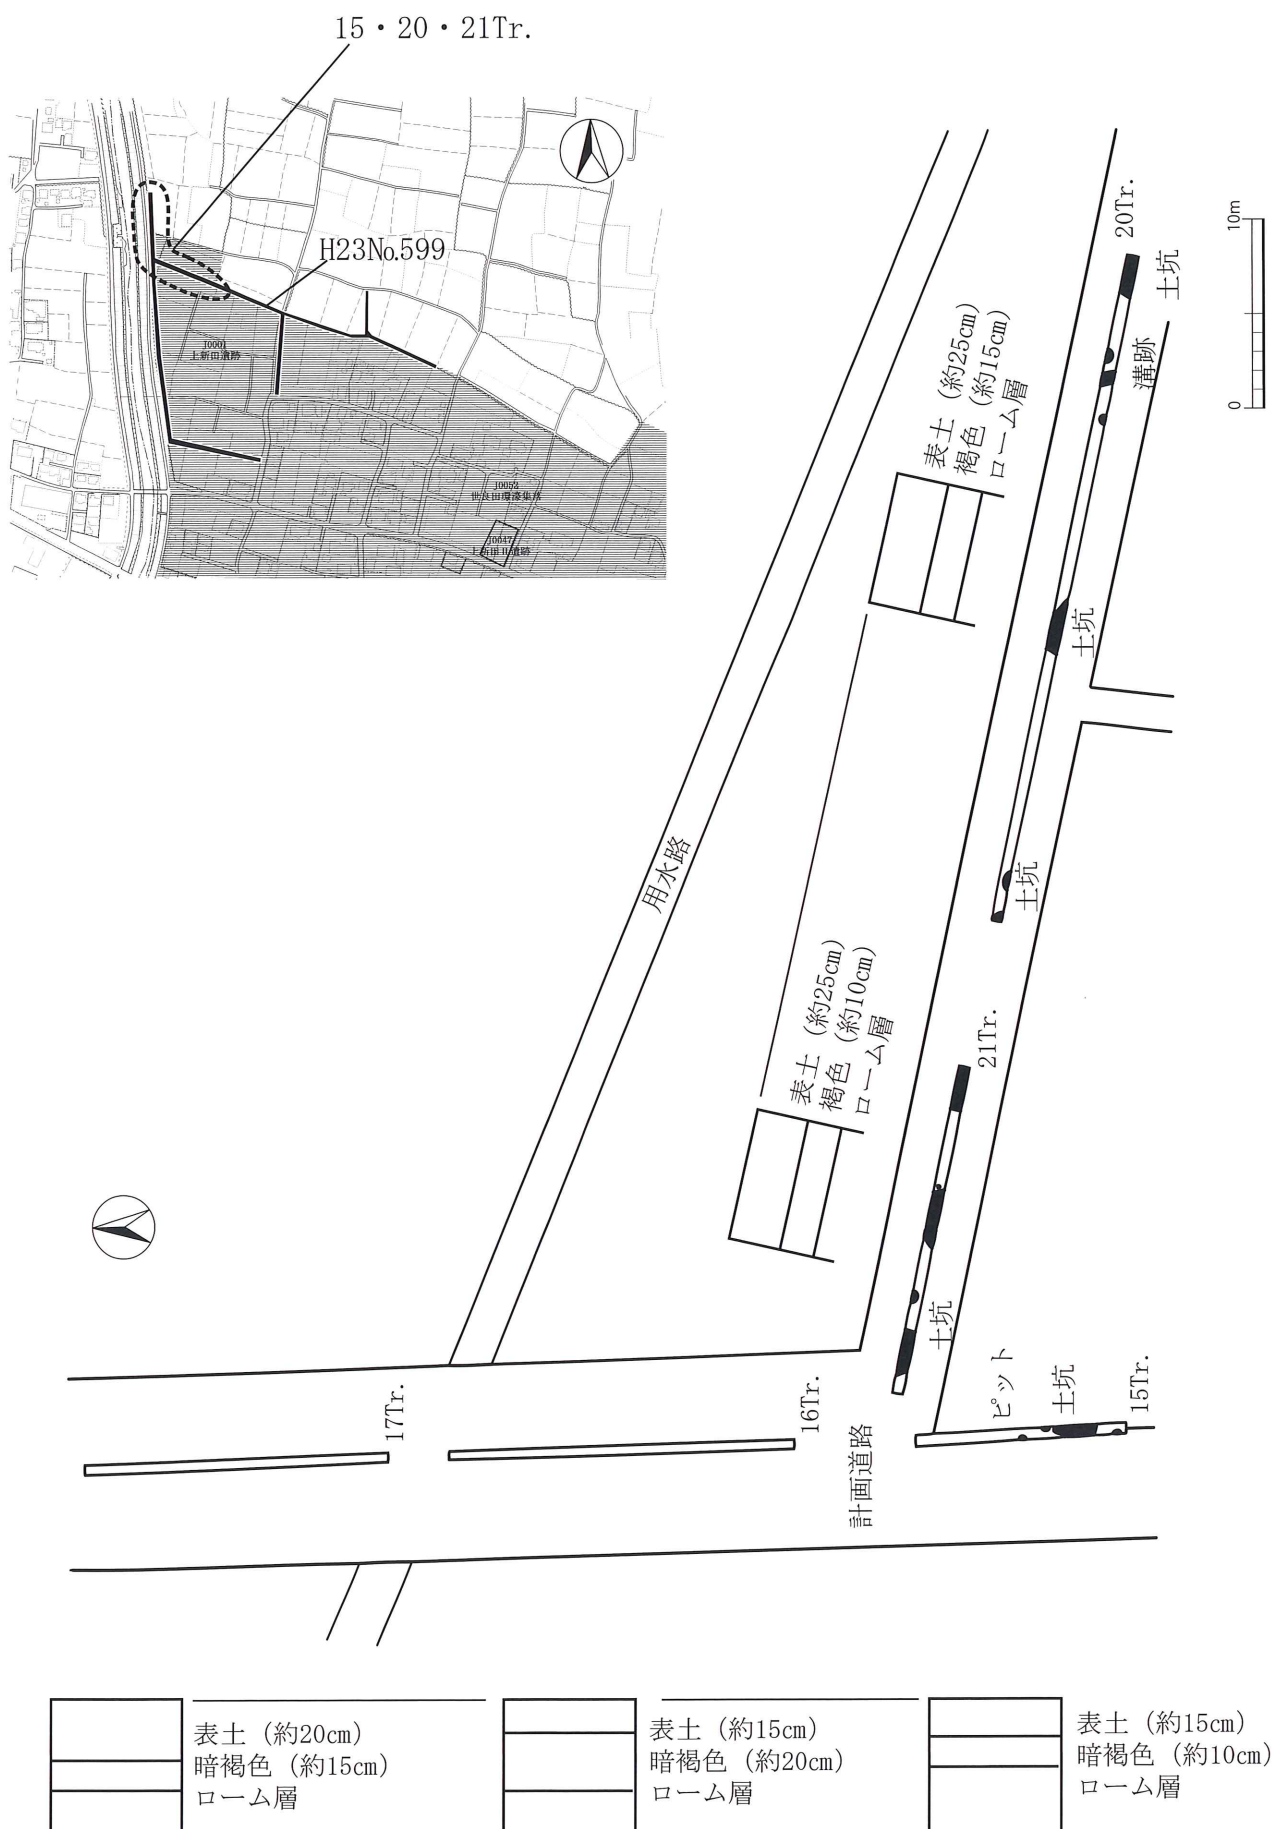 15・20・21Tr.
H23No.599
J0001
上新田遺跡
J0052
世良田環濠集落
J0047
上新田II遺跡
20Tr.
土坑
溝跡
土坑
土坑
0
10m
表土 (約25cm)
褐色 (約15cm)
ローム層
用水路
表土 (約25cm)
褐色 (約10cm)
ローム層
21Tr.
土坑
ピット
土坑
15Tr.
17Tr.
16Tr.
計画道路
表土 (約20cm)
暗褐色 (約15cm)
ローム層
表土 (約15cm)
暗褐色 (約20cm)
ローム層
表土 (約15cm)
暗褐色 (約10cm)
ローム層